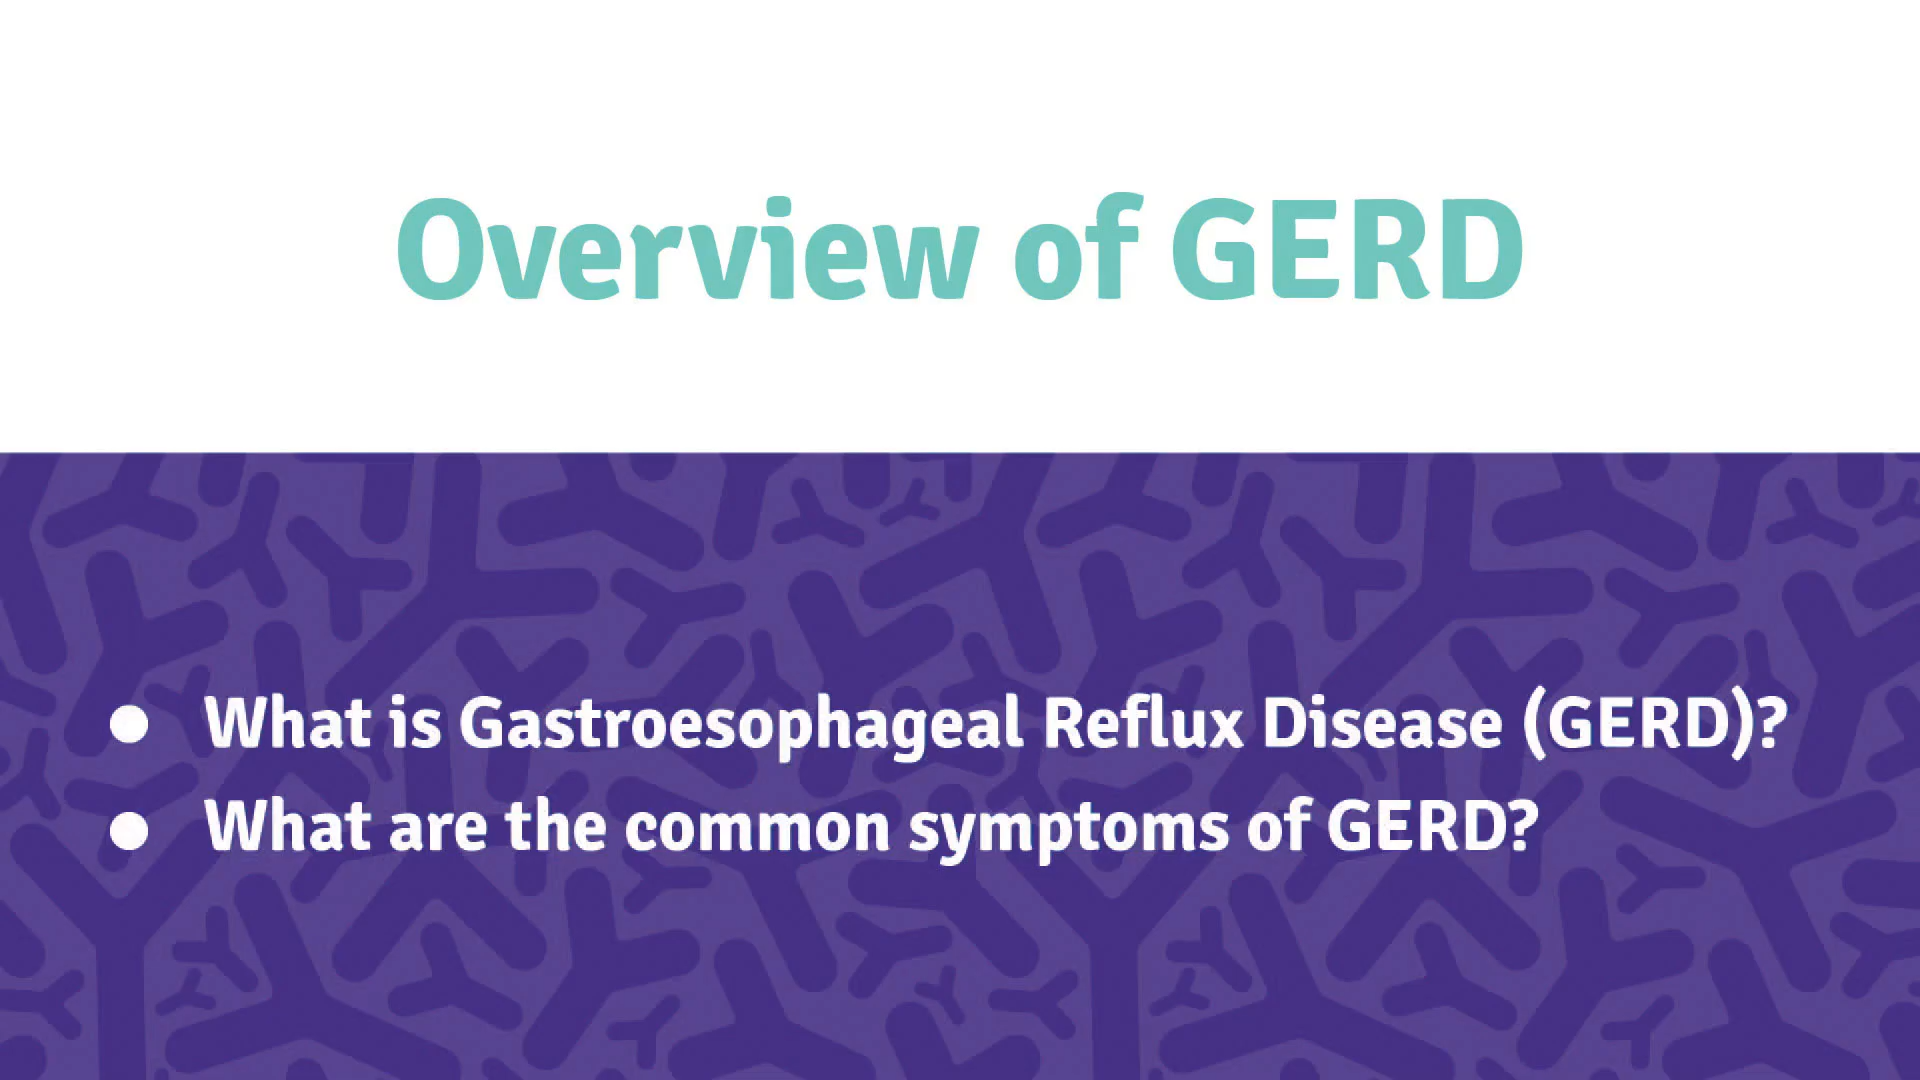 Overview of GERD
● What is Gastroesophageal Reflux Disease (GERD)?
● What are the common symptoms of GERD?